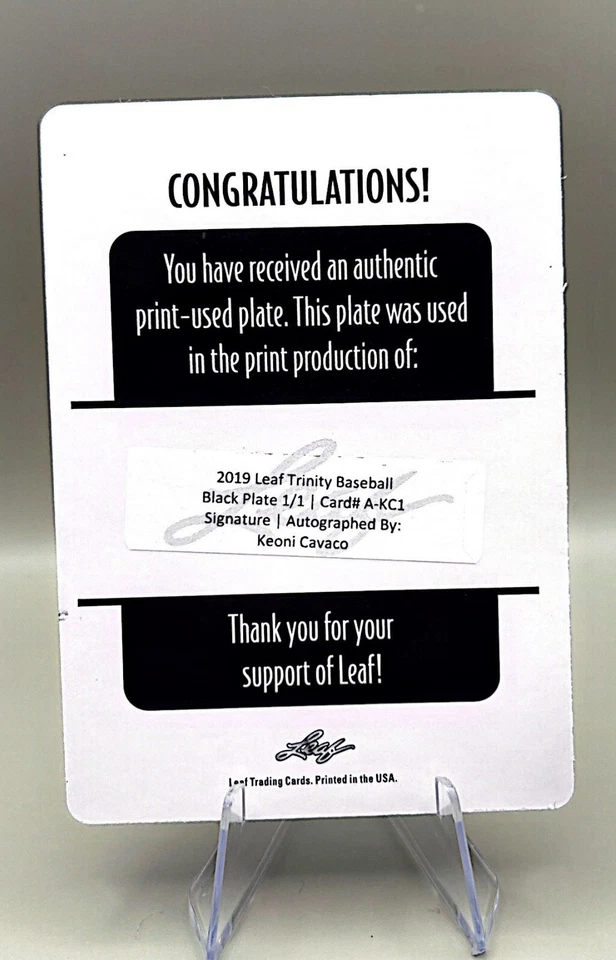 CONGRATULATIONS!
You have received an authentic
print-used plate. This plate was used
in the print production of:
2019 Leaf Trinity Baseball
Black Plate 1/1 | Card# A-KC1
Signature | Autographed By:
Keoni Cavaco
Thank you for your
support of Leaf!
Leaf
Leaf Trading Cards. Printed in the USA.